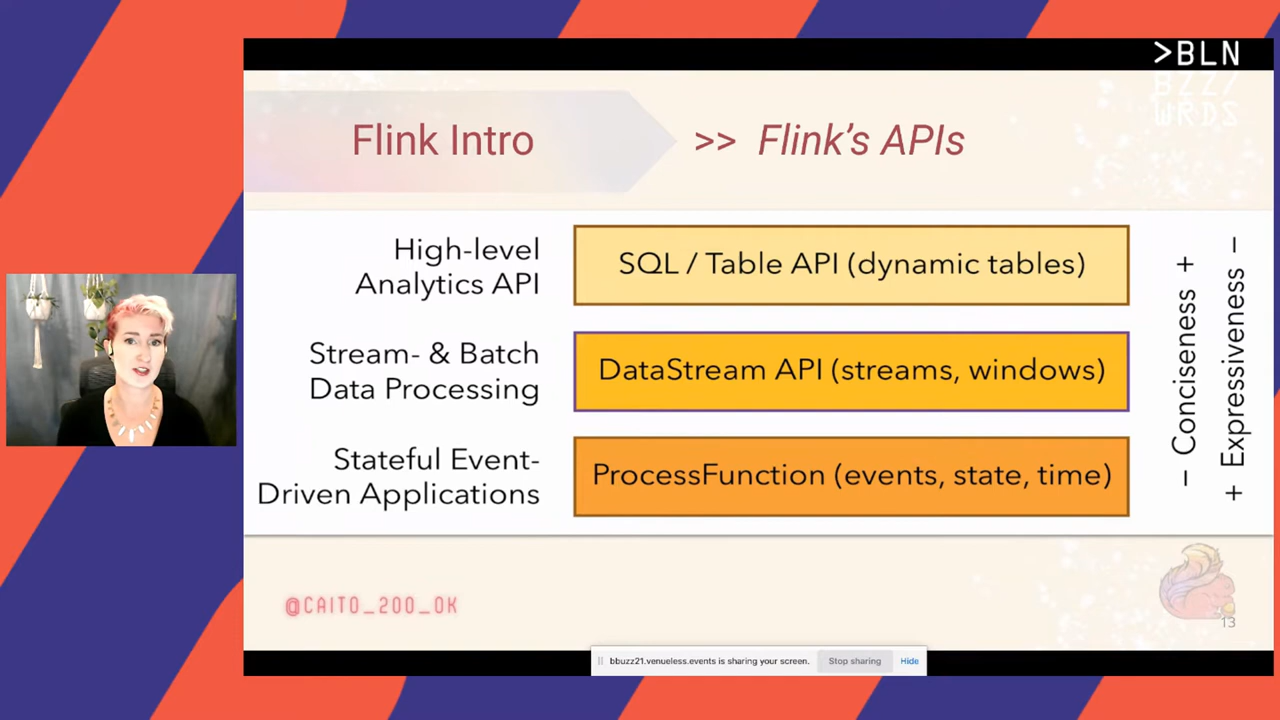 >BLN
BZZ/
WRDS
Flink Intro >> Flink's APIs
High-level
Analytics API
SQL / Table API (dynamic tables)
Stream- & Batch
Data Processing
DataStream API (streams, windows)
Stateful Event-
Driven Applications
ProcessFunction (events, state, time)
− Conciseness +
+ Expressiveness −
@CAITO_200_OK
13
bbuzz21.venueless.events is sharing your screen.
Stop sharing
Hide